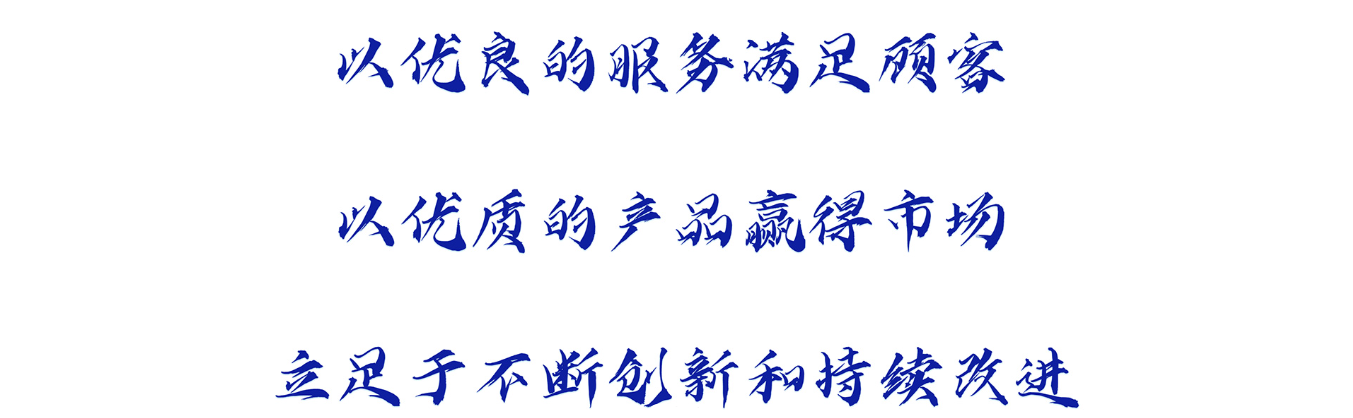 以优良的服务满足顾客
以优质的产品赢得市场
立足于不断创新和持续改进